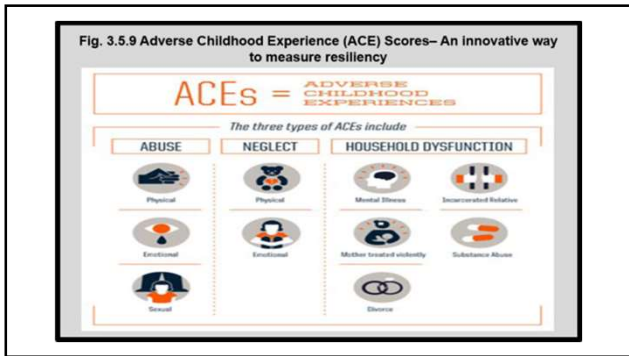 Fig. 3.5.9 Adverse Childhood Experience (ACE) Scores– An innovative way
to measure resiliency
ACEs = ADVERSE
CHILDHOOD
EXPERIENCES
The three types of ACEs include
ABUSE
NEGLECT
HOUSEHOLD DYSFUNCTION
Physical
Physical
Mental Illness
Incarcerated Relative
Emotional
Emotional
Mother treated violently
Substance Abuse
Sexual
Divorce